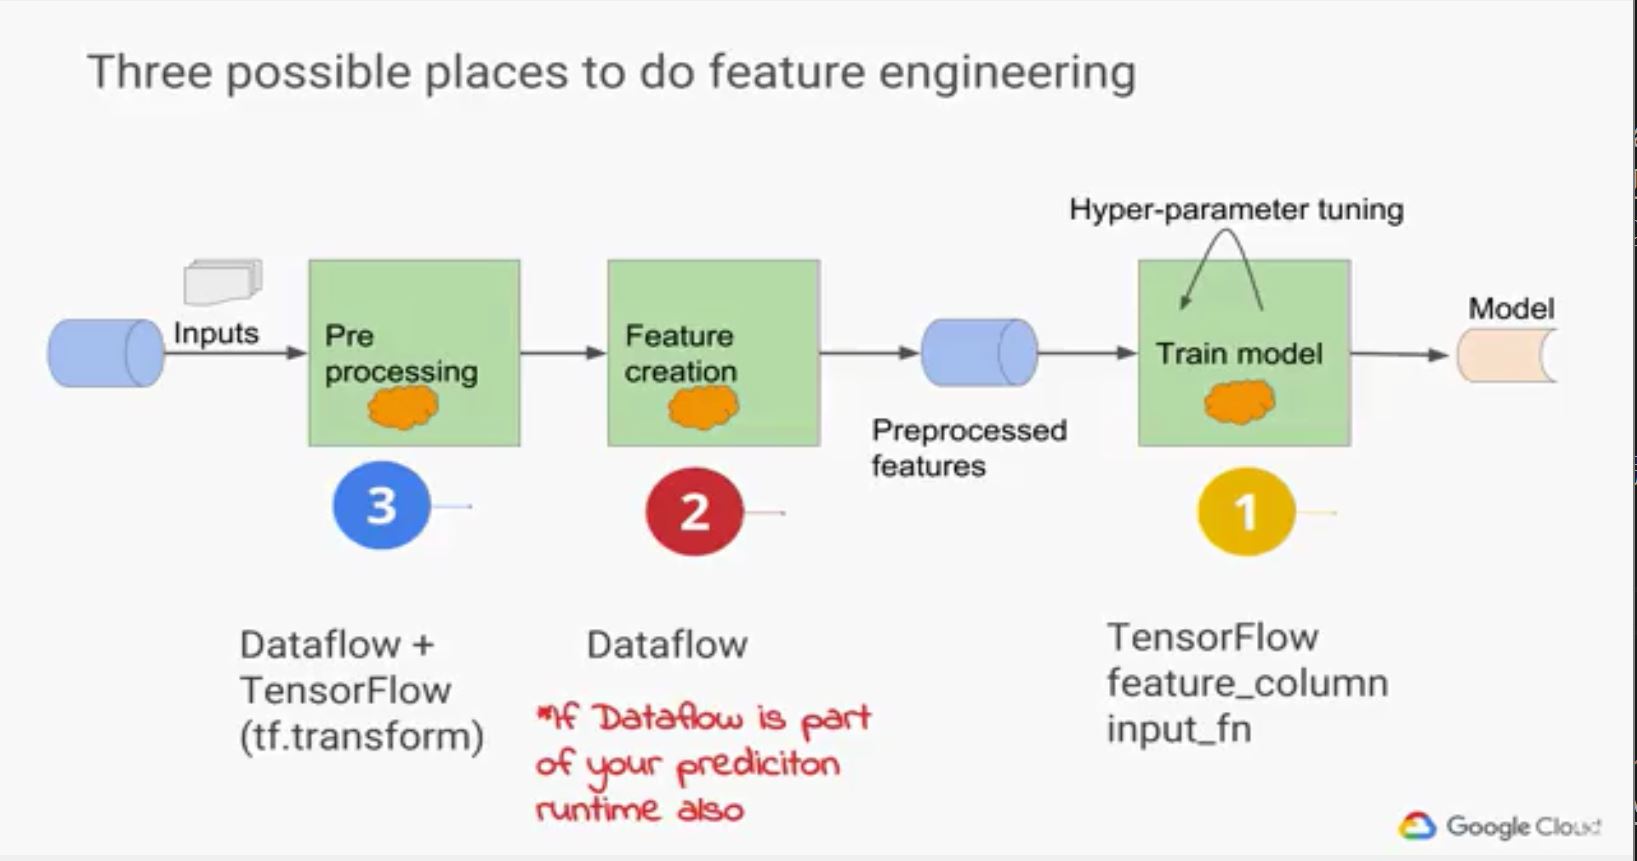 Three possible places to do feature engineering
Hyper-parameter tuning
Inputs
Pre
processing
Feature
creation
Preprocessed
features
Train model
Model
3
2
1
Dataflow +
TensorFlow
(tf.transform)
Dataflow
*If Dataflow is part
of your prediciton
runtime also
TensorFlow
feature_column
input_fn
Google Cloud